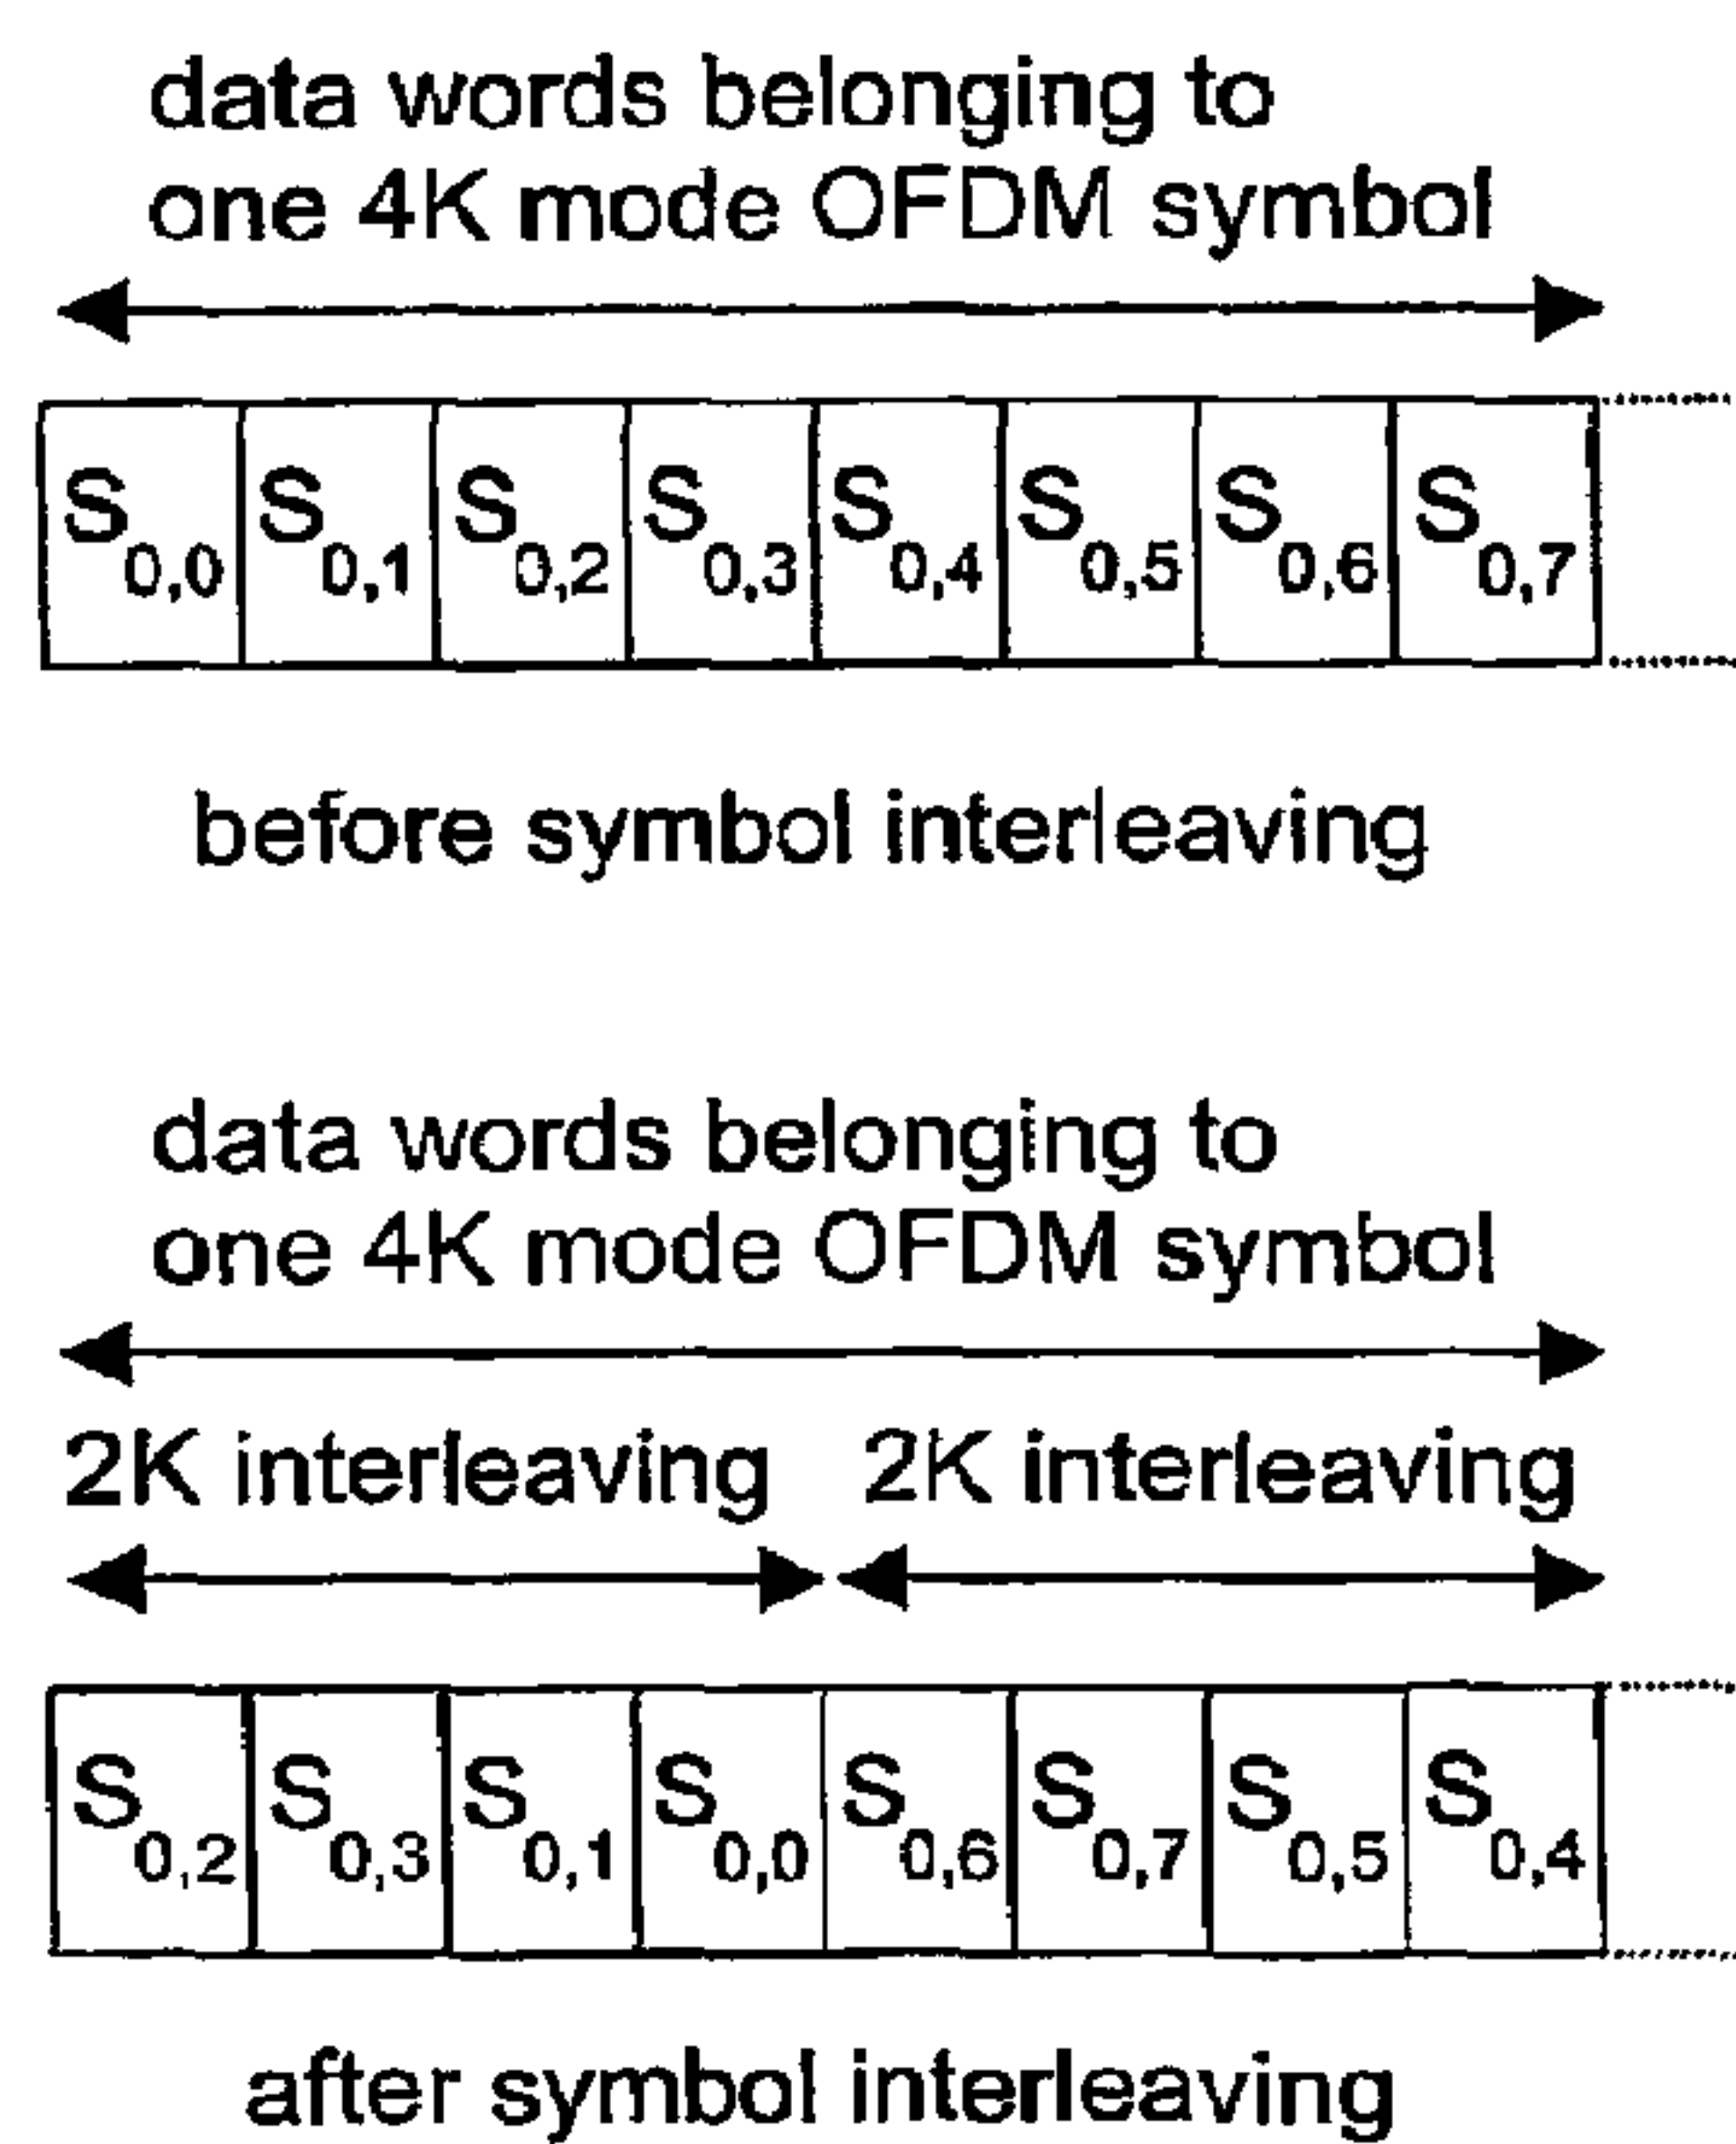 data words belonging to
one 4K mode OFDM symbol
S0,0 S0,1 S0,2 S0,3 S0,4 S0,5 S0,6 S0,7
before symbol interleaving
data words belonging to
one 4K mode OFDM symbol
2K interleaving 2K interleaving
S0,2 S0,3 S0,1 S0,0 S0,6 S0,7 S0,5 S0,4
after symbol interleaving